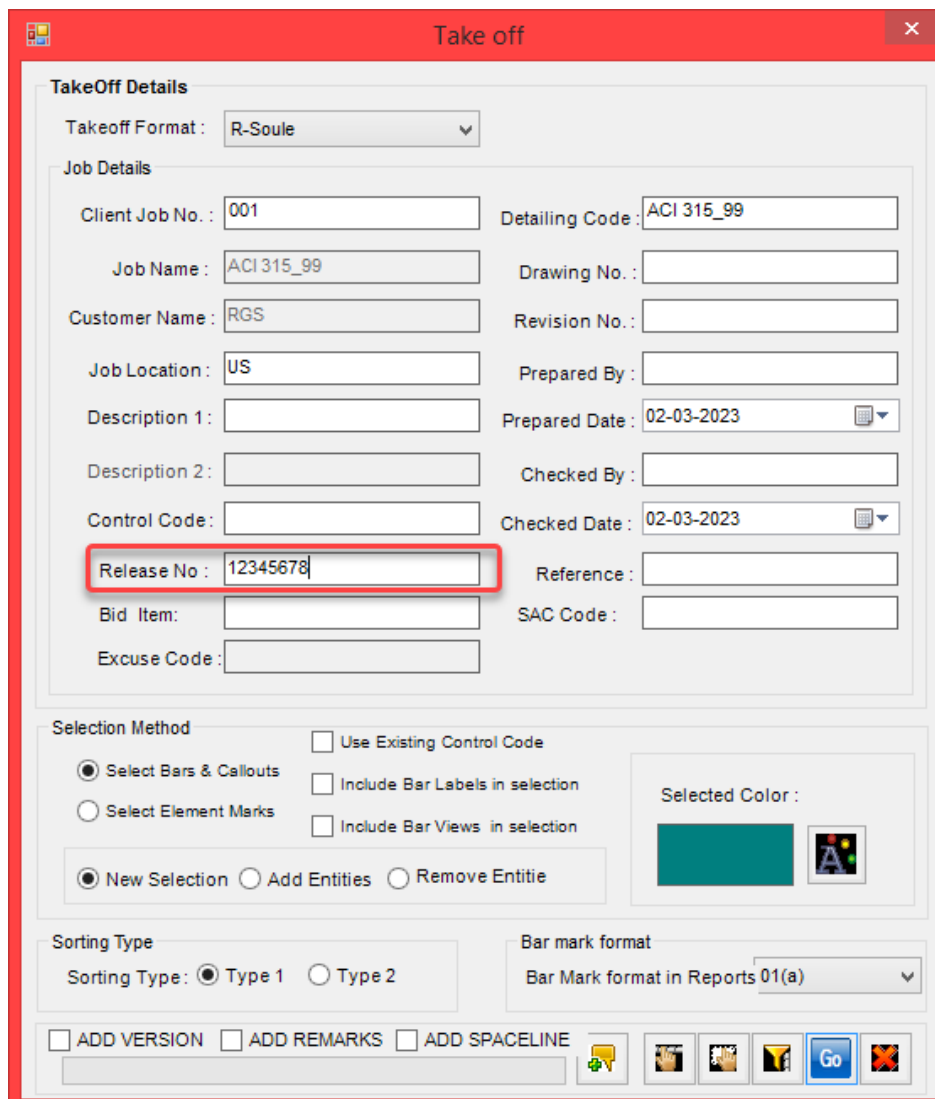 Take off
TakeOff Details
Takeoff Format : R-Soule
Job Details
Client Job No. : 001 Detailing Code : ACI 315_99
Job Name : ACI 315_99 Drawing No. :
Customer Name : RGS Revision No. :
Job Location : US Prepared By :
Description 1 : Prepared Date : 02-03-2023
Description 2 : Checked By :
Control Code : Checked Date : 02-03-2023
Release No : 12345678 Reference :
Bid Item: SAC Code :
Excuse Code :
Selection Method
Use Existing Control Code
Select Bars & Callouts
Include Bar Labels in selection
Selected Color :
Select Element Marks
Include Bar Views in selection
A
New Selection Add Entities Remove Entitie
Sorting Type Bar mark format
Sorting Type : Type 1 Type 2 Bar Mark format in Reports 01(a)
ADD VERSION ADD REMARKS ADD SPACELINE
Go